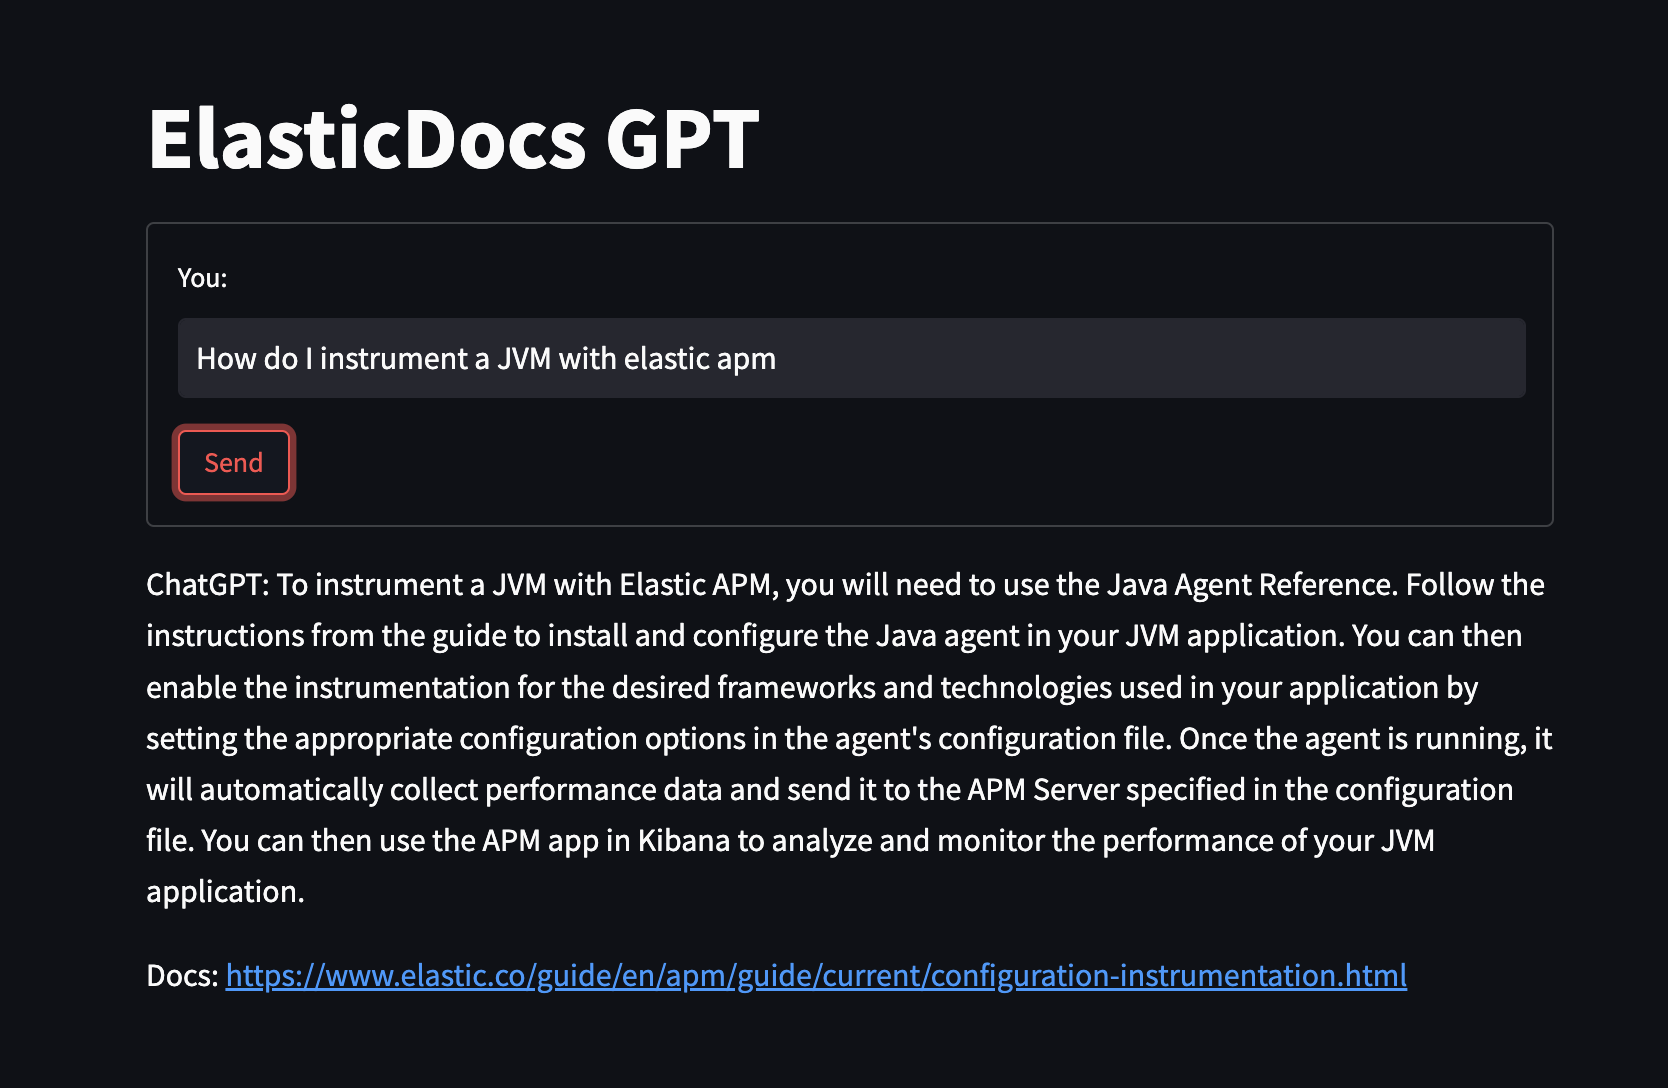 ElasticDocs GPT
You:
How do I instrument a JVM with elastic apm
Send
ChatGPT: To instrument a JVM with Elastic APM, you will need to use the Java Agent Reference. Follow the
instructions from the guide to install and configure the Java agent in your JVM application. You can then
enable the instrumentation for the desired frameworks and technologies used in your application by
setting the appropriate configuration options in the agent's configuration file. Once the agent is running, it
will automatically collect performance data and send it to the APM Server specified in the configuration
file. You can then use the APM app in Kibana to analyze and monitor the performance of your JVM
application.
Docs: https://www.elastic.co/guide/en/apm/guide/current/configuration-instrumentation.html